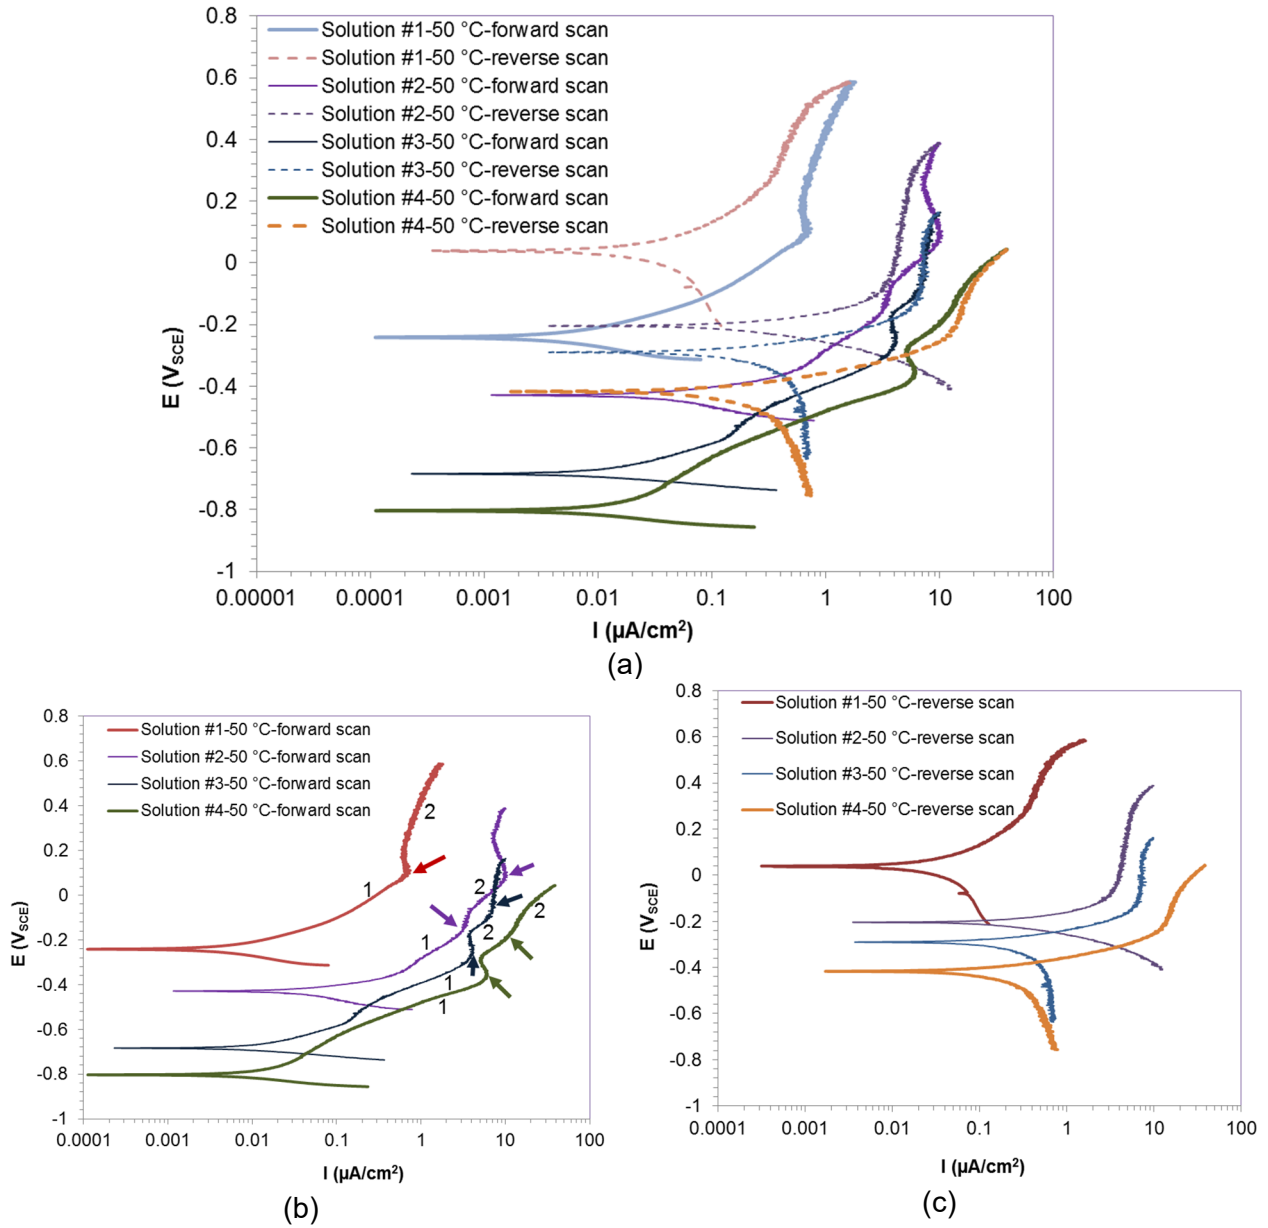 0.8
Solution #1-50 °C-forward scan
Solution #1-50 °C-reverse scan
0.6
Solution #2-50 °C-forward scan
Solution #2-50 °C-reverse scan
0.4
Solution #3-50 °C-forward scan
Solution #3-50 °C-reverse scan
0.2
Solution #4-50 °C-forward scan
Solution #4-50 °C-reverse scan
0
-0.2
-0.4
-0.6
-0.8
-1
E (VSCE)
0.00001 0.0001 0.001 0.01 0.1 1 10 100
I (µA/cm²)
(a)
0.8
Solution #1-50 °C-forward scan
0.6
Solution #2-50 °C-forward scan
Solution #3-50 °C-forward scan
0.4
Solution #4-50 °C-forward scan
2
0.2
1
2
0
2
-0.2
1
2
1
-0.4
1
-0.6
-0.8
-1
E (VSCE)
0.0001 0.001 0.01 0.1 1 10 100
I (µA/cm²)
(b)
0.8
Solution #1-50 °C-reverse scan
0.6
Solution #2-50 °C-reverse scan
0.4
Solution #3-50 °C-reverse scan
Solution #4-50 °C-reverse scan
0.2
0
-0.2
-0.4
-0.6
-0.8
-1
E (VSCE)
0.0001 0.001 0.01 0.1 1 10 100
I (µA/cm²)
(c)